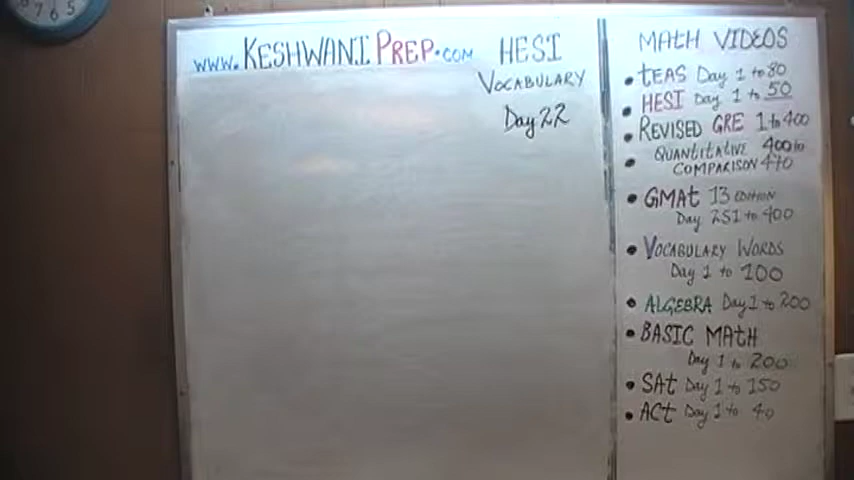 7 6 5
www.KESHWANIPREP.COM HESI
VOCABULARY
Day 22
MATH VIDEOS
• tEAS Day 1 to 80
• HESI Day 1 to 50
• REVISED GRE 1 to 400
• QUANTITATIVE 400 to
COMPARISON 470
• GMAt 13 EDITION
Day 251 to 400
• VOCABULARY WORDS
Day 1 to 100
• ALGEBRA Day 1 to 200
• BASIC MATH
Day 1 to 200
• SAt Day 1 to 150
• ACt Day 1 to 40